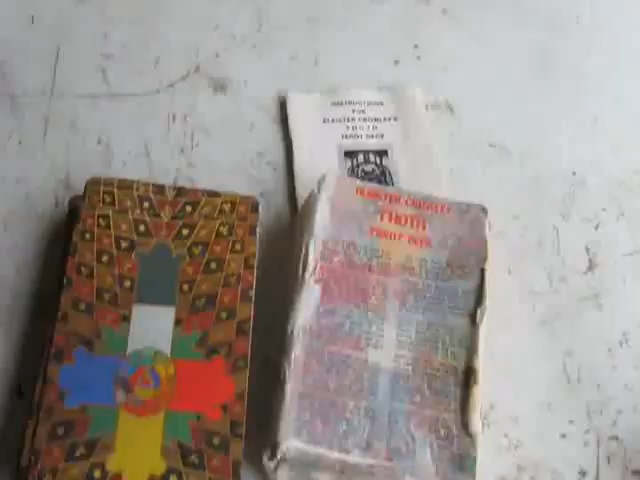 INSTRUCTIONS
FOR
ALEISTER CROWLEY'S
THOTH
TAROT DECK
ALEISTER CROWLEY
THOTH
TAROT DECK